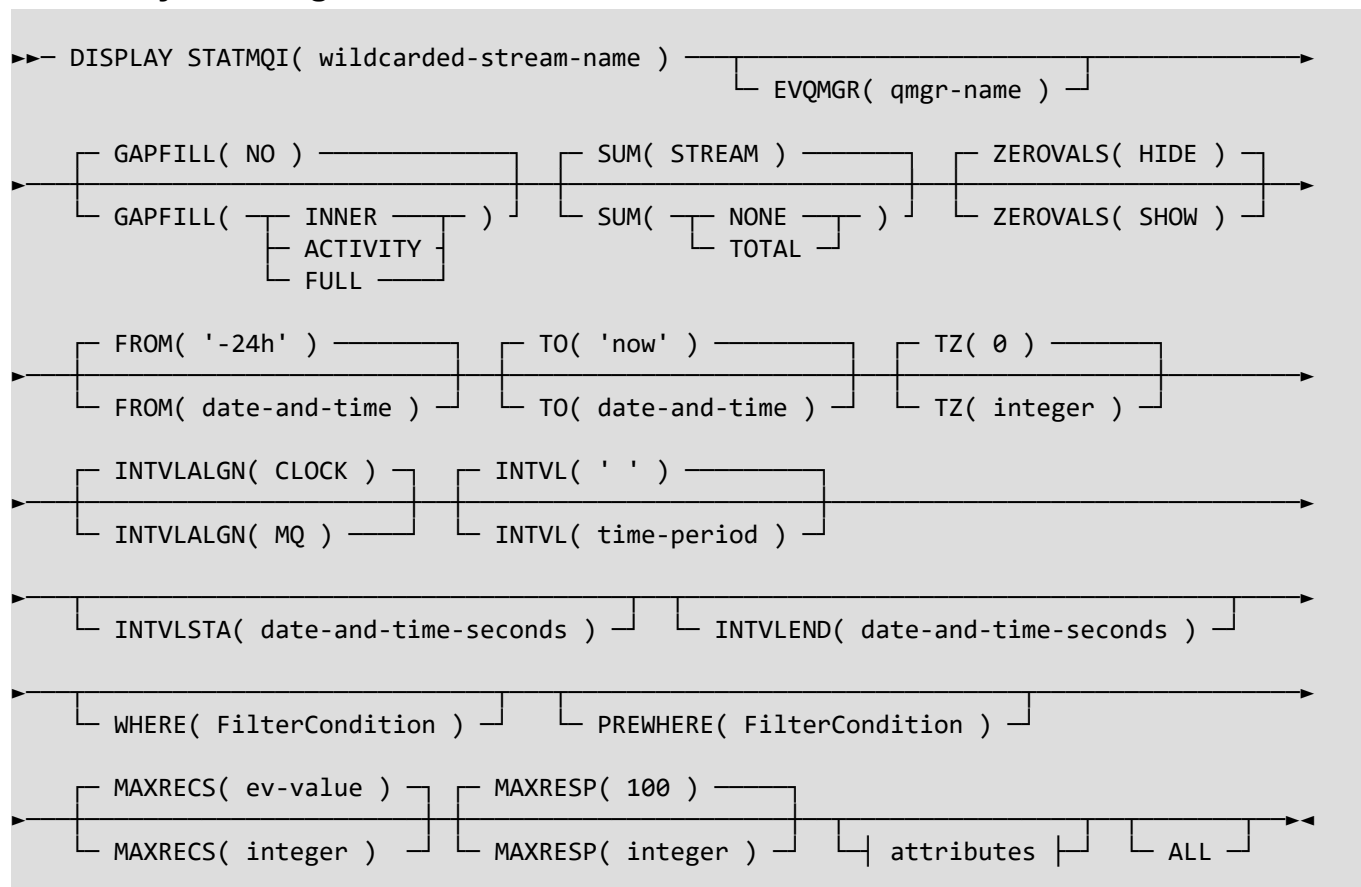 DISPLAY STATMQI( wildcarded-stream-name )
EVQMGR( qmgr-name )
GAPFILL( NO ) SUM( STREAM ) ZEROVALS( HIDE )
GAPFILL( INNER ) SUM( NONE ) ZEROVALS( SHOW )
ACTIVITY TOTAL
FULL
FROM( '-24h' ) TO( 'now' ) TZ( 0 )
FROM( date-and-time ) TO( date-and-time ) TZ( integer )
INTVLALGN( CLOCK ) INTVL( ' ' )
INTVLALGN( MQ ) INTVL( time-period )
INTVLSTA( date-and-time-seconds ) INTVLEND( date-and-time-seconds )
WHERE( FilterCondition ) PREWHERE( FilterCondition )
MAXRECS( ev-value ) MAXRESP( 100 )
MAXRECS( integer ) MAXRESP( integer ) attributes ALL